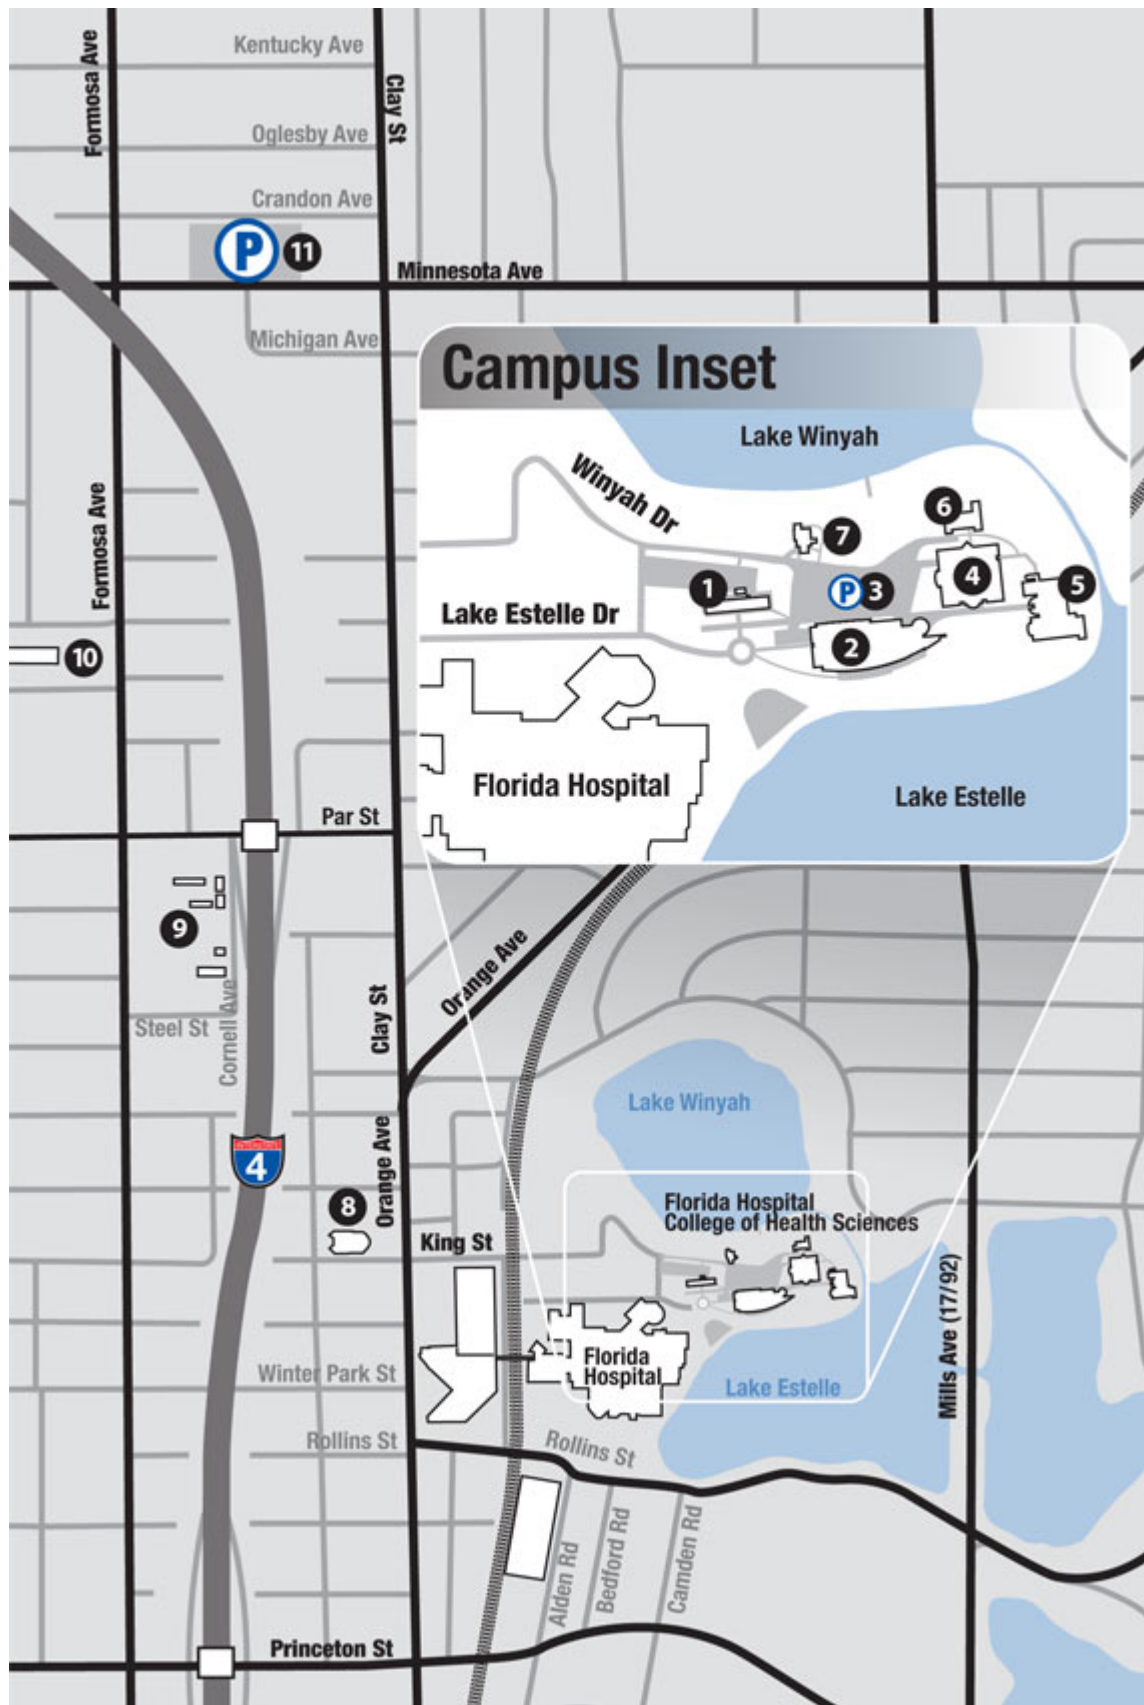 Kentucky Ave
Formosa Ave
Clay St
Oglesby Ave
Crandon Ave
P 11
Minnesota Ave
Michigan Ave
Campus Inset
Lake Winyah
Winyah Dr
6
7
Formosa Ave
4
5
1
P 3
Lake Estelle Dr
2
10
Florida Hospital
Lake Estelle
Par St
9
Orange Ave
Clay St
Steel St
Cornell Ave
Lake Winyah
INTERSTATE
4
Orange Ave
8
Florida Hospital
College of Health Sciences
King St
Mills Ave (17/92)
Florida
Hospital
Winter Park St
Lake Estelle
Rollins St
Rollins St
Alden Rd
Bedford Rd
Camden Rd
Princeton St